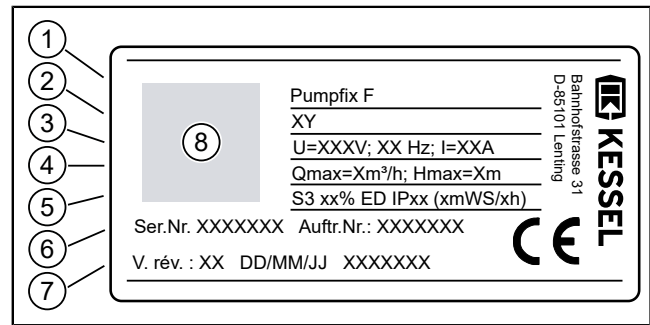 1
2
3
4
5
6
7
8
Pumpfix F
XY
U=XXXV; XX Hz; I=XXA
Qmax=Xm³/h; Hmax=Xm
S3 xx% ED IPxx (xmWS/xh)
Ser.Nr. XXXXXXX Auftr.Nr.: XXXXXXX
V. rév. : XX DD/MM/JJ XXXXXXX
Bahnhofstrasse 31
D-85101 Lenting
KESSEL
CE